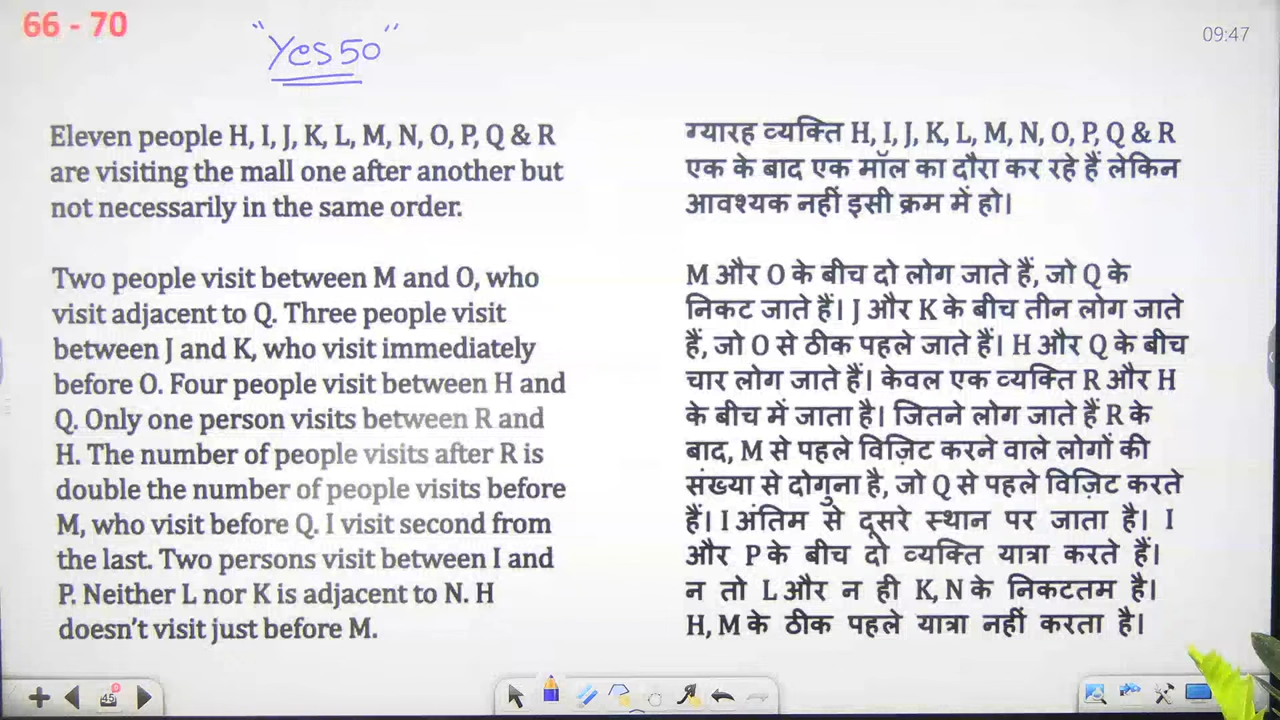 66 - 70
"Yes 50"
09:47
Eleven people H, I, J, K, L, M, N, O, P, Q & R
are visiting the mall one after another but
not necessarily in the same order.
Two people visit between M and O, who
visit adjacent to Q. Three people visit
between J and K, who visit immediately
before O. Four people visit between H and
Q. Only one person visits between R and
H. The number of people visits after R is
double the number of people visits before
M, who visit before Q. I visit second from
the last. Two persons visit between I and
P. Neither L nor K is adjacent to N. H
doesn't visit just before M.
ग्यारह व्यक्ति H, I, J, K, L, M, N, O, P, Q & R
एक के बाद एक मॉल का दौरा कर रहे हैं लेकिन
आवश्यक नहीं इसी क्रम में हो।
M और O के बीच दो लोग जाते हैं, जो Q के
निकट जाते हैं। J और K के बीच तीन लोग जाते
हैं, जो O से ठीक पहले जाते हैं। H और Q के बीच
चार लोग जाते हैं। केवल एक व्यक्ति R और H
के बीच में जाता है। जितने लोग जाते हैं R के
बाद, M से पहले विज़िट करने वाले लोगों की
संख्या से दोगुना है, जो Q से पहले विज़िट करते
हैं। I अंतिम से दूसरे स्थान पर जाता है। I
और P के बीच दो व्यक्ति यात्रा करते हैं।
न तो L और न ही K, N के निकटतम है।
H, M के ठीक पहले यात्रा नहीं करता है।
45